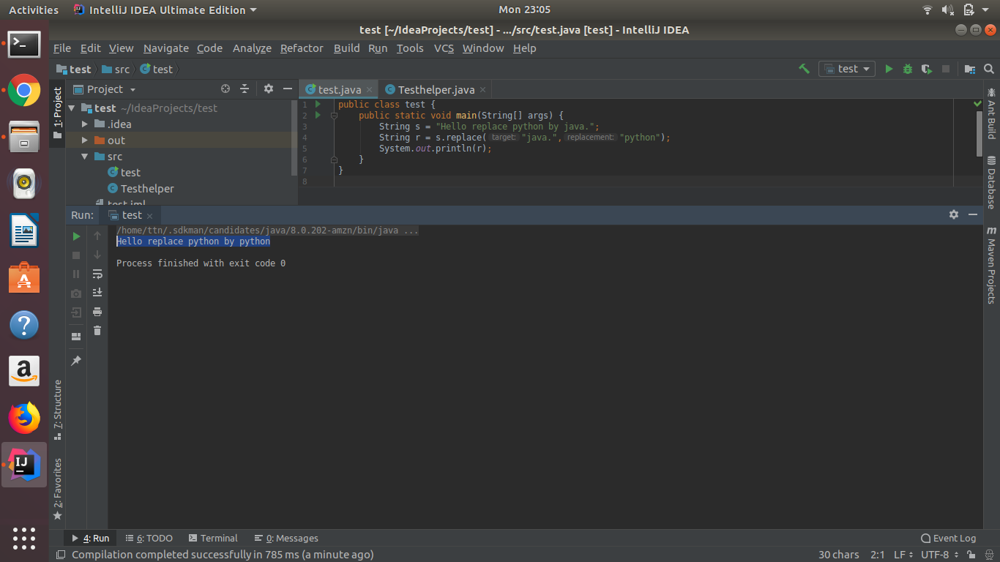 Activities IntelliJ IDEA Ultimate Edition Mon 23:05
test [~/IdeaProjects/test] - .../src/test.java [test] - IntelliJ IDEA
File Edit View Navigate Code Analyze Refactor Build Run Tools VCS Window Help
test src test test
1: Project
Project
test ~/IdeaProjects/test
.idea
out
src
test
Testhelper
test.iml
test.java Testhelper.java
1 public class test {
2 public static void main(String[] args) {
3 String s = "Hello replace python by java.";
4 String r = s.replace( target: "java.", replacement: "python");
5 System.out.println(r);
6 }
7 }
8
Ant Build
Database
m Maven Projects
Run: test
/home/ttn/.sdkman/candidates/java/8.0.202-amzn/bin/java ...
Hello replace python by python
Process finished with exit code 0
7: Structure
2: Favorites
4: Run 6: TODO Terminal 0: Messages Event Log
Compilation completed successfully in 785 ms (a minute ago) 30 chars 2:1 LF UTF-8